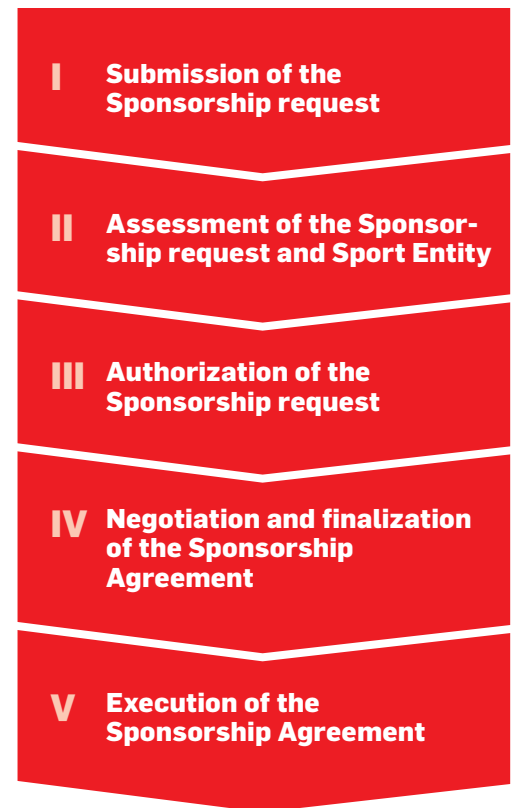 I Submission of the
Sponsorship request
II Assessment of the Sponsor-
ship request and Sport Entity
III Authorization of the
Sponsorship request
IV Negotiation and finalization
of the Sponsorship
Agreement
V Execution of the
Sponsorship Agreement